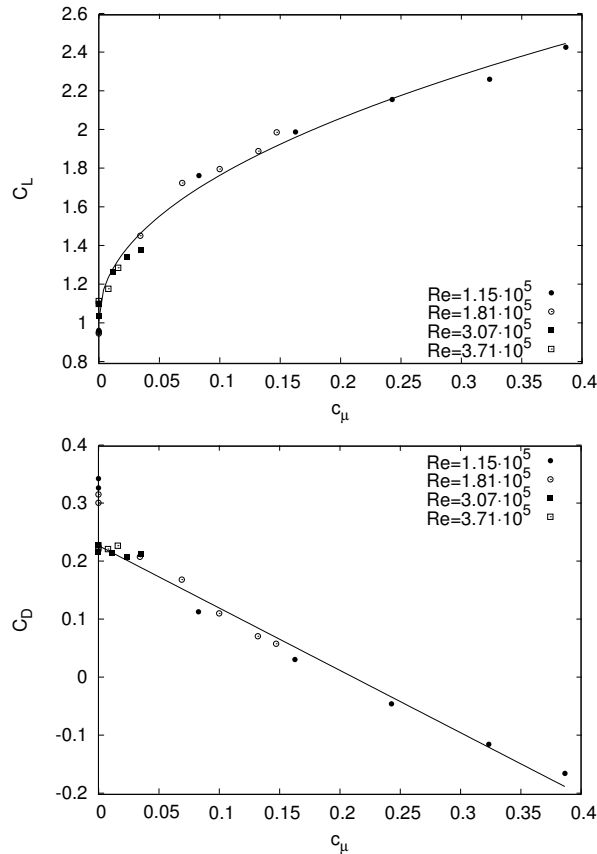 2.6
2.4
2.2
2
1.8
1.6
1.4
1.2
1
0.8
C_L
Re=1.15·10^5
Re=1.81·10^5
Re=3.07·10^5
Re=3.71·10^5
0 0.05 0.1 0.15 0.2 0.25 0.3 0.35 0.4
c_μ
0.4
0.3
0.2
0.1
0
-0.1
-0.2
C_D
Re=1.15·10^5
Re=1.81·10^5
Re=3.07·10^5
Re=3.71·10^5
0 0.05 0.1 0.15 0.2 0.25 0.3 0.35 0.4
c_μ